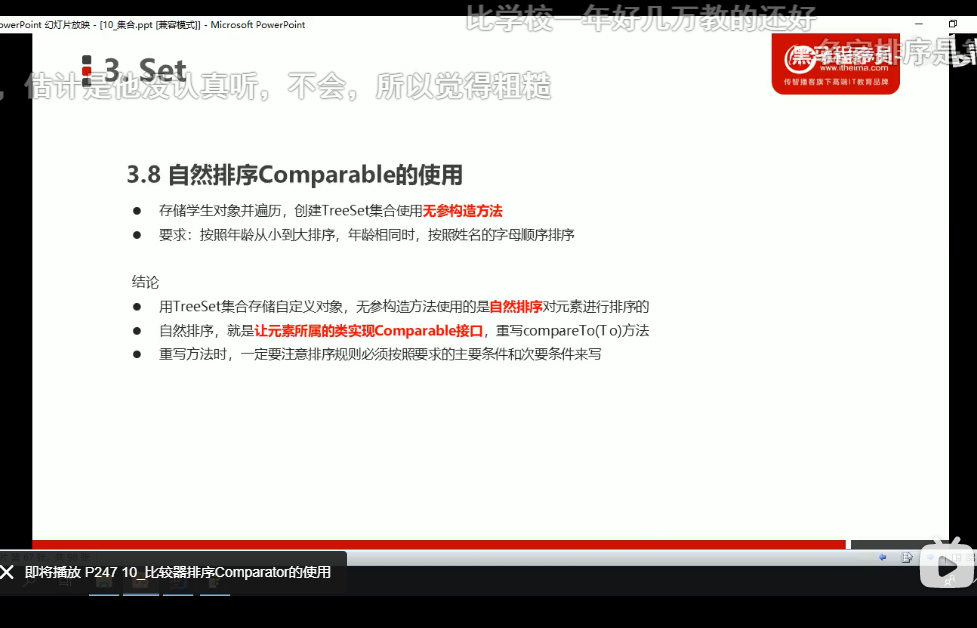 owerPoint 幻灯片放映 - [10_集合.ppt [兼容模式]] - Microsoft PowerPoint
比学校一年好几万教的还好
3. Set
，估计是他没认真听，不会，所以觉得粗糙
黑马程序员
www.itheima.com
传智播客旗下高端IT教育品牌
排序是
3.8 自然排序Comparable的使用
● 存储学生对象并遍历，创建TreeSet集合使用无参构造方法
● 要求：按照年龄从小到大排序，年龄相同时，按照姓名的字母顺序排序
结论
● 用TreeSet集合存储自定义对象，无参构造方法使用的是自然排序对元素进行排序的
● 自然排序，就是让元素所属的类实现Comparable接口，重写compareTo(T o)方法
● 重写方法时，一定要注意排序规则必须按照要求的主要条件和次要条件来写
即将播放 P247 10_比较器排序Comparator的使用